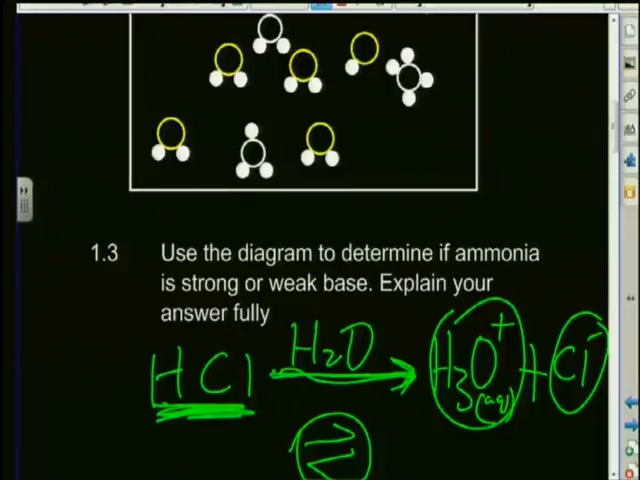 1.3 Use the diagram to determine if ammonia
is strong or weak base. Explain your
answer fully
HCl H₂O → H₃O⁺(aq) + Cl⁻
⇌